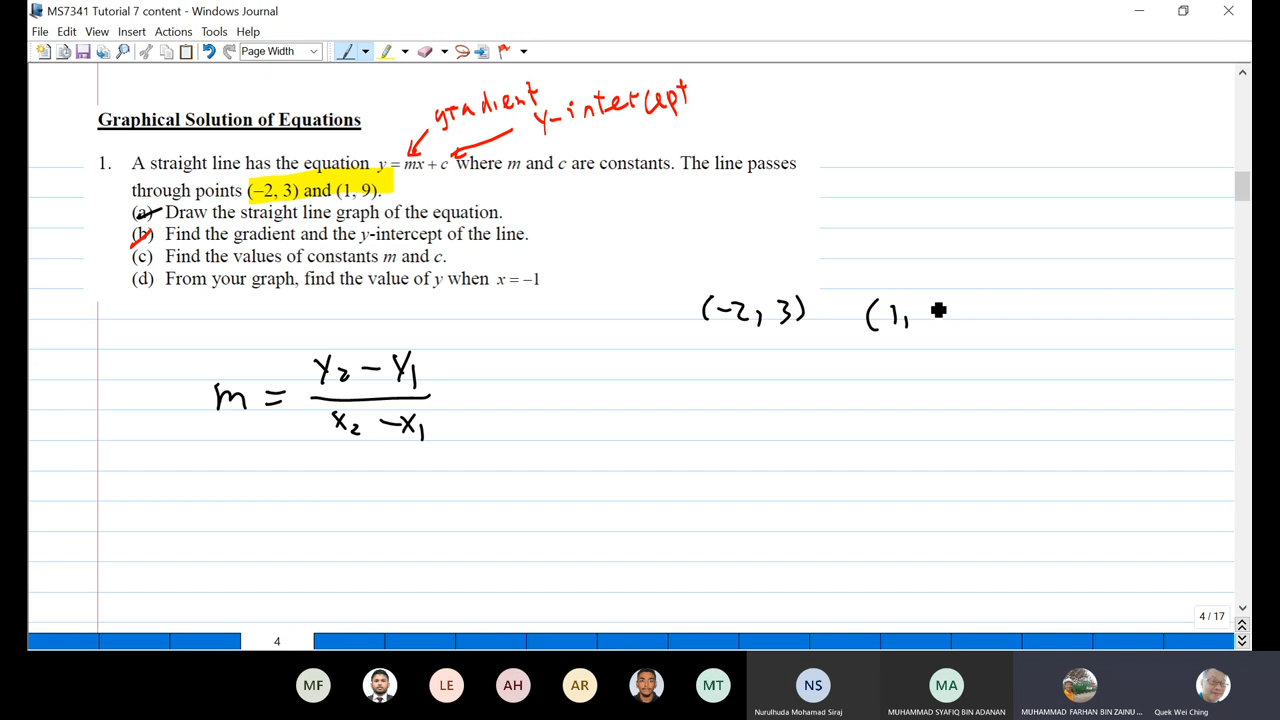 MS7341 Tutorial 7 content - Windows Journal
File Edit View Insert Actions Tools Help
Page Width
gradient
y-intercept
Graphical Solution of Equations
1. A straight line has the equation y = mx + c where m and c are constants. The line passes
through points (−2, 3) and (1, 9).
(a) Draw the straight line graph of the equation.
(b) Find the gradient and the y-intercept of the line.
(c) Find the values of constants m and c.
(d) From your graph, find the value of y when x = −1
(-2, 3) (1,
y2 - y1
m =
x2 - x1
4 / 17
4
MF LE AH AR MT NS MA
Nurulhuda Mohamad Siraj MUHAMMAD SYAFIQ BIN ADANAN MUHAMMAD FARHAN BIN ZAINU ... Quek Wei Ching